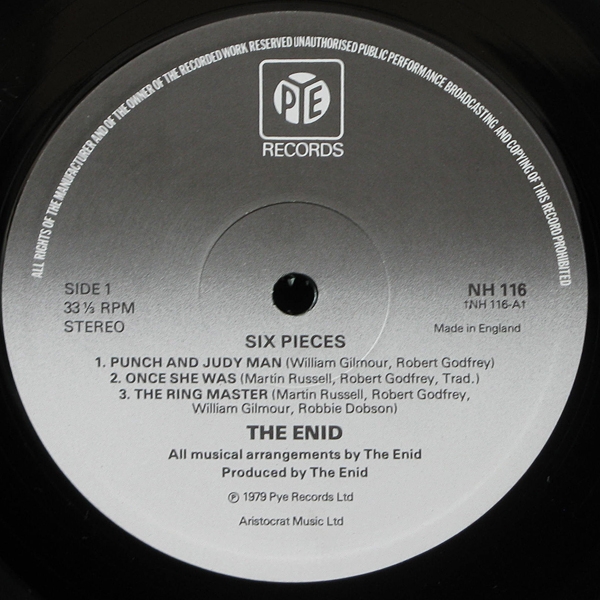 ALL RIGHTS OF THE MANUFACTURER AND OF THE OWNER OF THE RECORDED WORK RESERVED UNAUTHORISED PUBLIC PERFORMANCE BROADCASTING AND COPYING OF THIS RECORD PROHIBITED
PYE
RECORDS
SIDE 1
33⅓ RPM
STEREO
NH 116
↑NH 116-A↑
Made in England
SIX PIECES
1. PUNCH AND JUDY MAN (William Gilmour, Robert Godfrey)
2. ONCE SHE WAS (Martin Russell, Robert Godfrey, Trad.)
3. THE RING MASTER (Martin Russell, Robert Godfrey,
William Gilmour, Robbie Dobson)
THE ENID
All musical arrangements by The Enid
Produced by The Enid
℗ 1979 Pye Records Ltd
Aristocrat Music Ltd